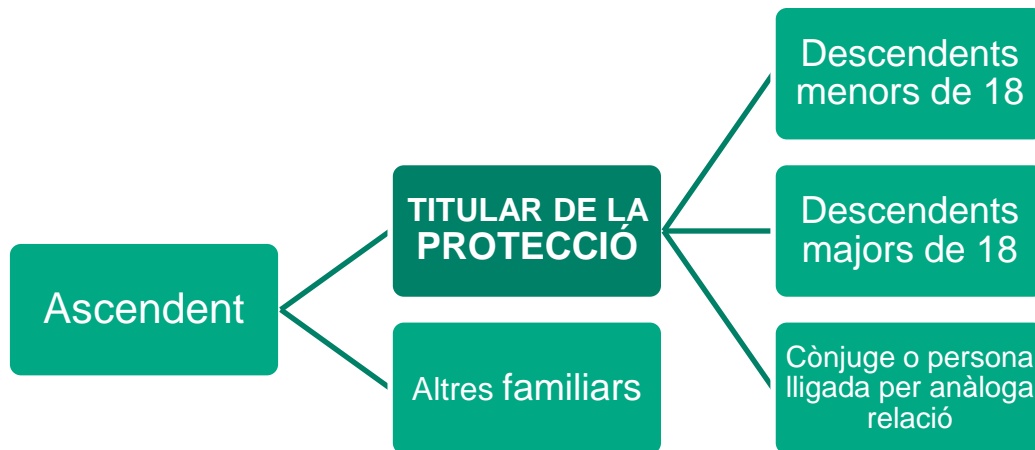 Ascendent
TITULAR DE LA
PROTECCIÓ
Altres familiars
Descendents
menors de 18
Descendents
majors de 18
Cònjuge o persona
lligada per anàloga
relació